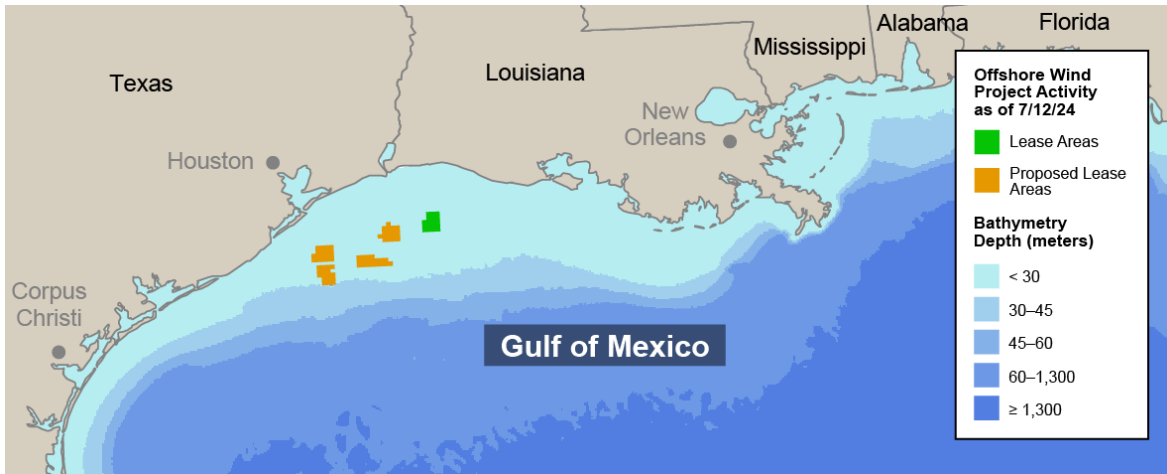 Alabama
Florida
Mississippi
Texas
Louisiana
New
Orleans
Houston
Corpus
Christi
Gulf of Mexico
Offshore Wind
Project Activity
as of 7/12/24
Lease Areas
Proposed Lease
Areas
Bathymetry
Depth (meters)
< 30
30–45
45–60
60–1,300
≥ 1,300